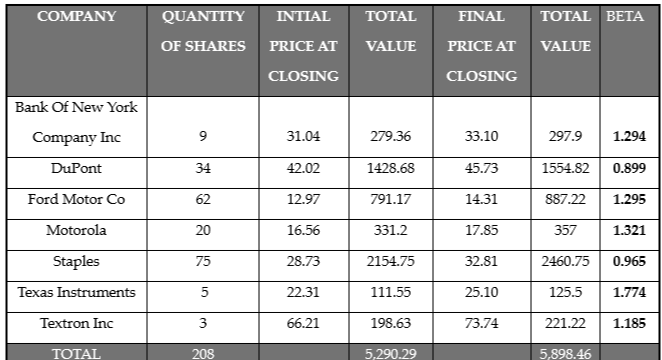 COMPANY QUANTITY OF SHARES INTIAL PRICE AT CLOSING TOTAL VALUE FINAL PRICE AT CLOSING TOTAL VALUE BETA
Bank Of New York Company Inc 9 31.04 279.36 33.10 297.9 1.294
DuPont 34 42.02 1428.68 45.73 1554.82 0.899
Ford Motor Co 62 12.97 791.17 14.31 887.22 1.295
Motorola 20 16.56 331.2 17.85 357 1.321
Staples 75 28.73 2154.75 32.81 2460.75 0.965
Texas Instruments 5 22.31 111.55 25.10 125.5 1.774
Textron Inc 3 66.21 198.63 73.74 221.22 1.185
TOTAL 208 5,290.29 5,898.46